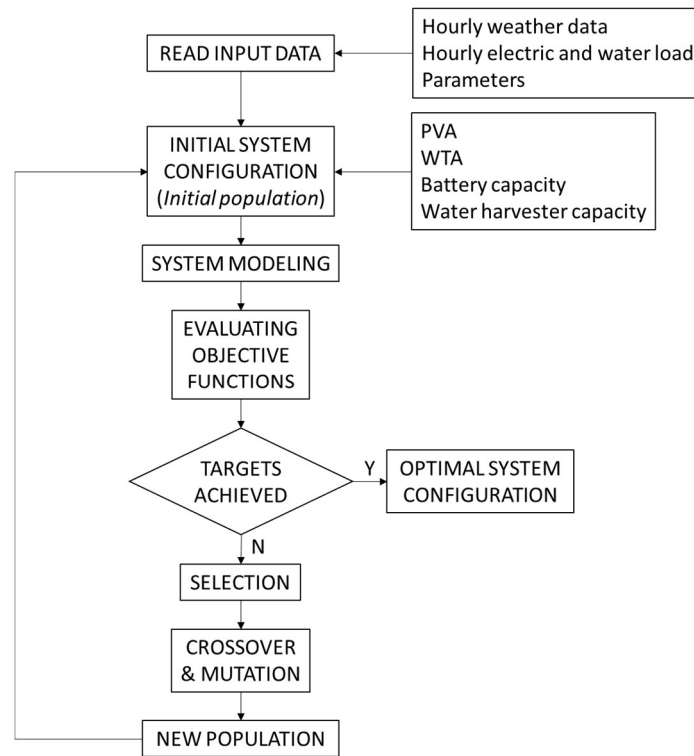 READ INPUT DATA
Hourly weather data
Hourly electric and water load
Parameters
INITIAL SYSTEM
CONFIGURATION
(Initial population)
PVA
WTA
Battery capacity
Water harvester capacity
SYSTEM MODELING
EVALUATING
OBJECTIVE
FUNCTIONS
TARGETS
ACHIEVED
Y
OPTIMAL SYSTEM
CONFIGURATION
N
SELECTION
CROSSOVER
& MUTATION
NEW POPULATION